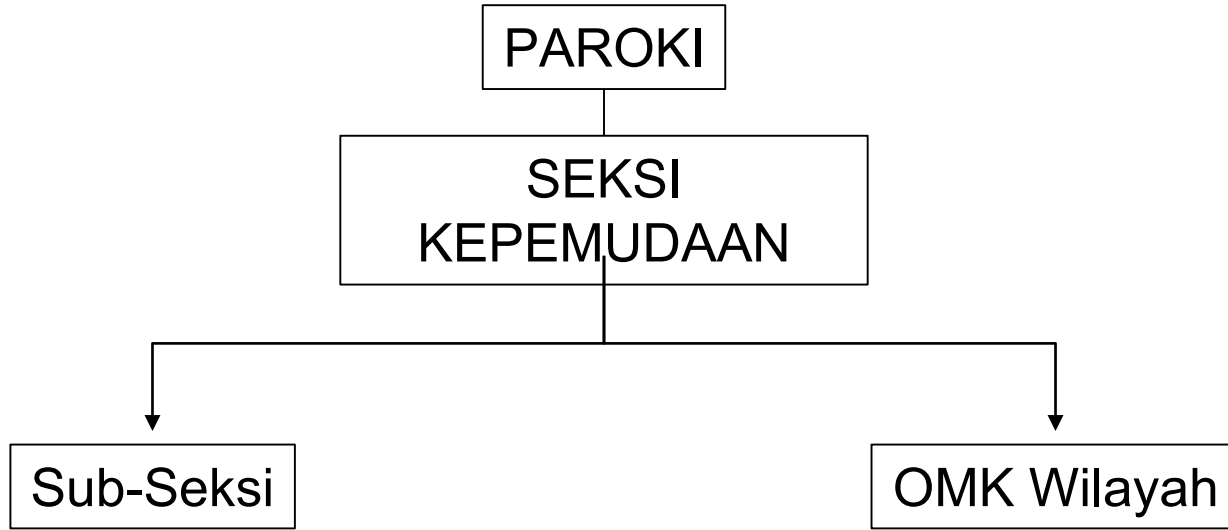 PAROKI
SEKSI
KEPEMUDAAN
Sub-Seksi
OMK Wilayah